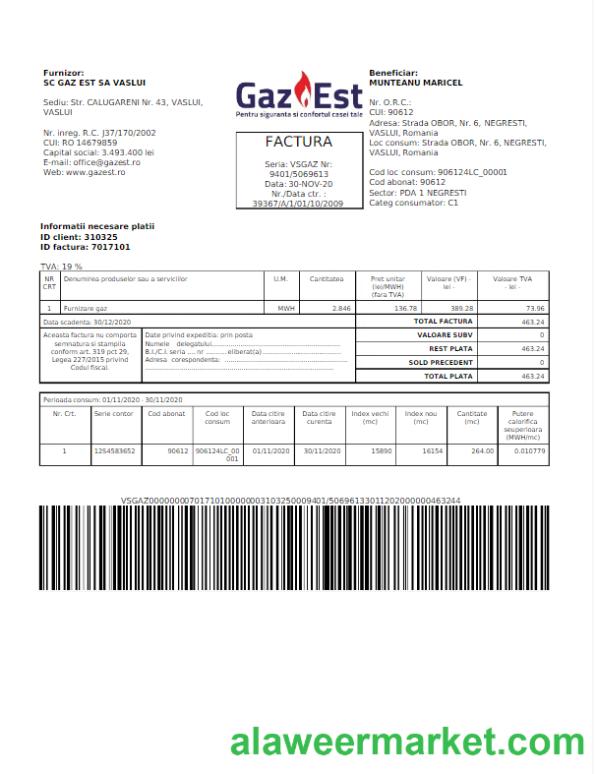 Furnizor:
SC GAZ EST SA VASLUI
Sediu: Str. CALUGARENI Nr. 43, VASLUI,
VASLUI
Nr. inreg. R.C. J37/170/2002
CUI: RO 14679859
Capital social: 3.493.400 lei
E-mail: office@gazest.ro
Web: www.gazest.ro
Gaz Est
Pentru siguranta si confortul casei tale
FACTURA
Seria: VSGAZ Nr:
9401/5069613
Data: 30-NOV-20
Nr./Data ctr. :
39367/A/1/01/10/2009
Beneficiar:
MUNTEANU MARICEL
Nr. O.R.C.:
CUI: 90612
Adresa: Strada OBOR, Nr. 6, NEGRESTI,
VASLUI, Romania
Loc consum: Strada OBOR, Nr. 6, NEGRESTI,
VASLUI, Romania
Cod loc consum: 906124LC_00001
Cod abonat: 90612
Sector: PDA 1 NEGRESTI
Categ consumator: C1
Informatii necesare platii
ID client: 310325
ID factura: 7017101
TVA: 19 %
NR CRT Denumirea produselor sau a serviciilor U.M. Cantitatea Pret unitar (lei/MWH) (fara TVA) Valoare (VF) - lei - Valoare TVA - lei -
1 Furnizare gaz MWH 2.846 136.78 389.28 73.96
Data scadenta: 30/12/2020 TOTAL FACTURA 463.24
Aceasta factura nu comporta
semnatura si stampila
conform art. 319 pct 29,
Legea 227/2015 privind
Codul fiscal.
Date privind expeditia: prin posta
Numele delegatului......................................................
B.I./C.I. seria .... nr ............ eliberat(a)................................
Adresa corespondenta: ....................................................
................................................................................
VALOARE SUBV 0
REST PLATA 463.24
SOLD PRECEDENT 0
TOTAL PLATA 463.24
Perioada consum: 01/11/2020 - 30/11/2020
Nr. Crt. Serie contor Cod abonat Cod loc consum Data citire anterioara Data citire curenta Index vechi (mc) Index nou (mc) Cantitate (mc) Putere calorifica seuperioara (MWH/mc)
1 1254583652 90612 906124LC_00001 01/11/2020 30/11/2020 15890 16154 264.00 0.010779
VSGAZ00000000701710100000031032500094​01/506961330112020000000463244
alaweermarket.com